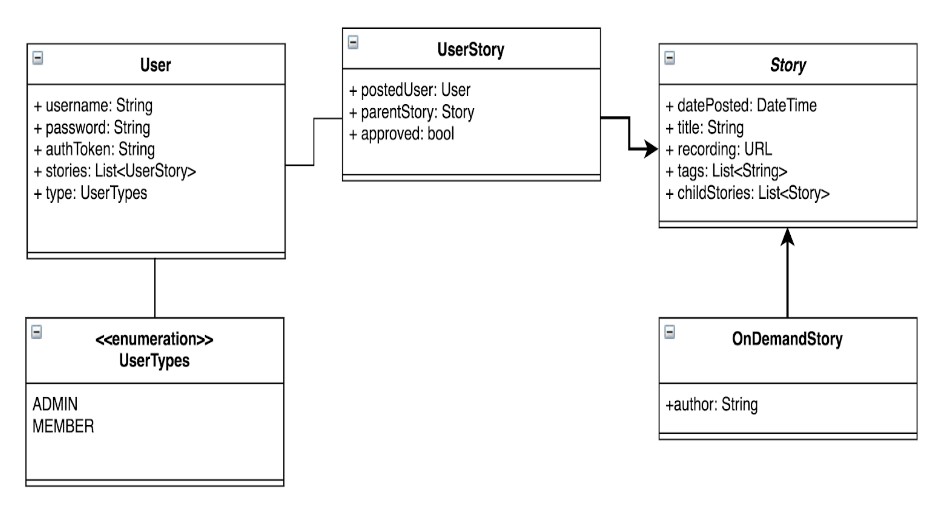 User
+ username: String
+ password: String
+ authToken: String
+ stories: List<UserStory>
+ type: UserTypes
UserStory
+ postedUser: User
+ parentStory: Story
+ approved: bool
Story
+ datePosted: DateTime
+ title: String
+ recording: URL
+ tags: List<String>
+ childStories: List<Story>
<<enumeration>>
UserTypes
ADMIN
MEMBER
OnDemandStory
+author: String